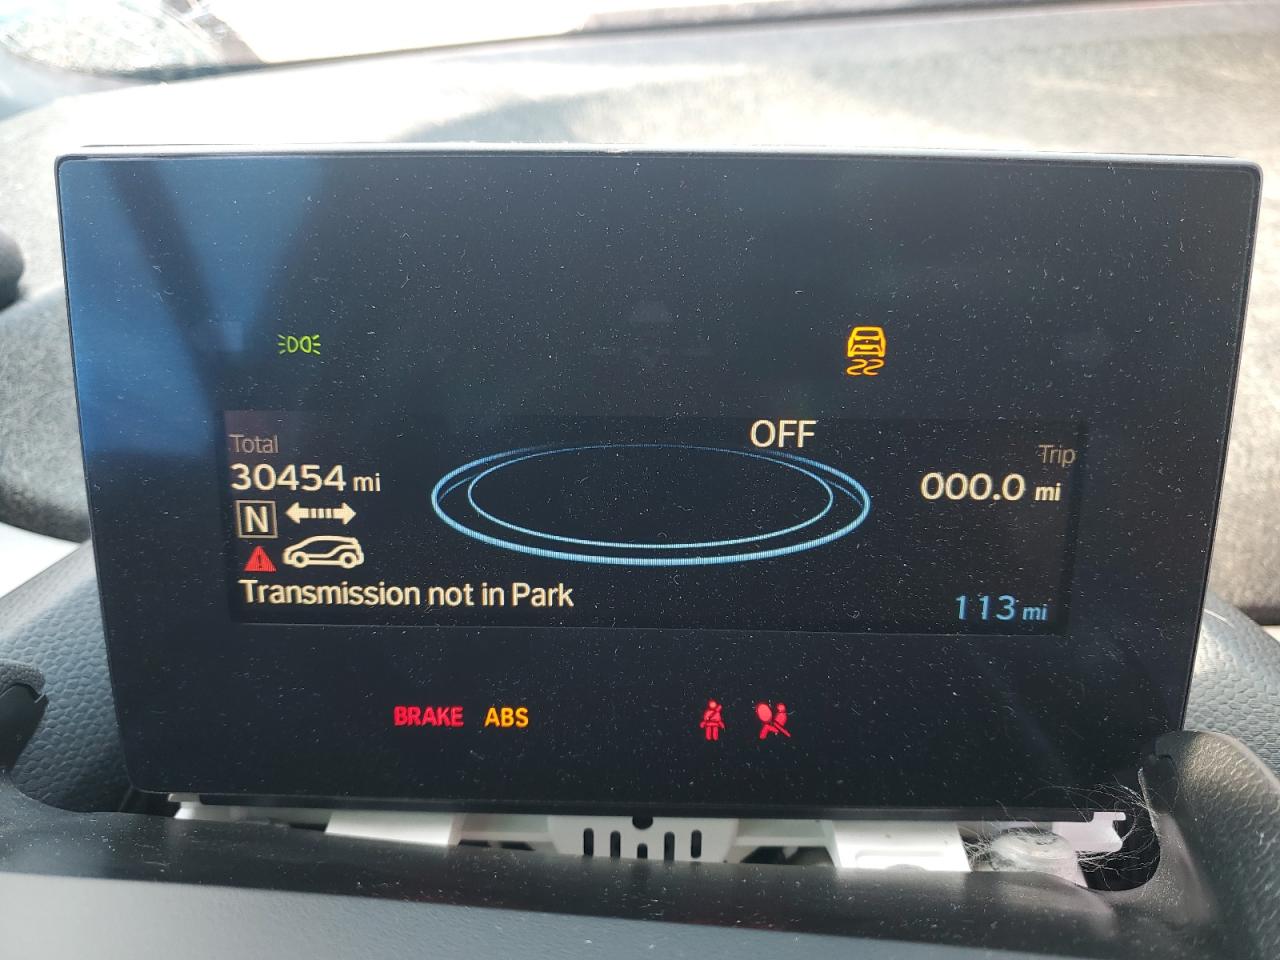 OFF
Total
30454 mi
Trip
000.0 mi
N
Transmission not in Park
113 mi
BRAKE ABS